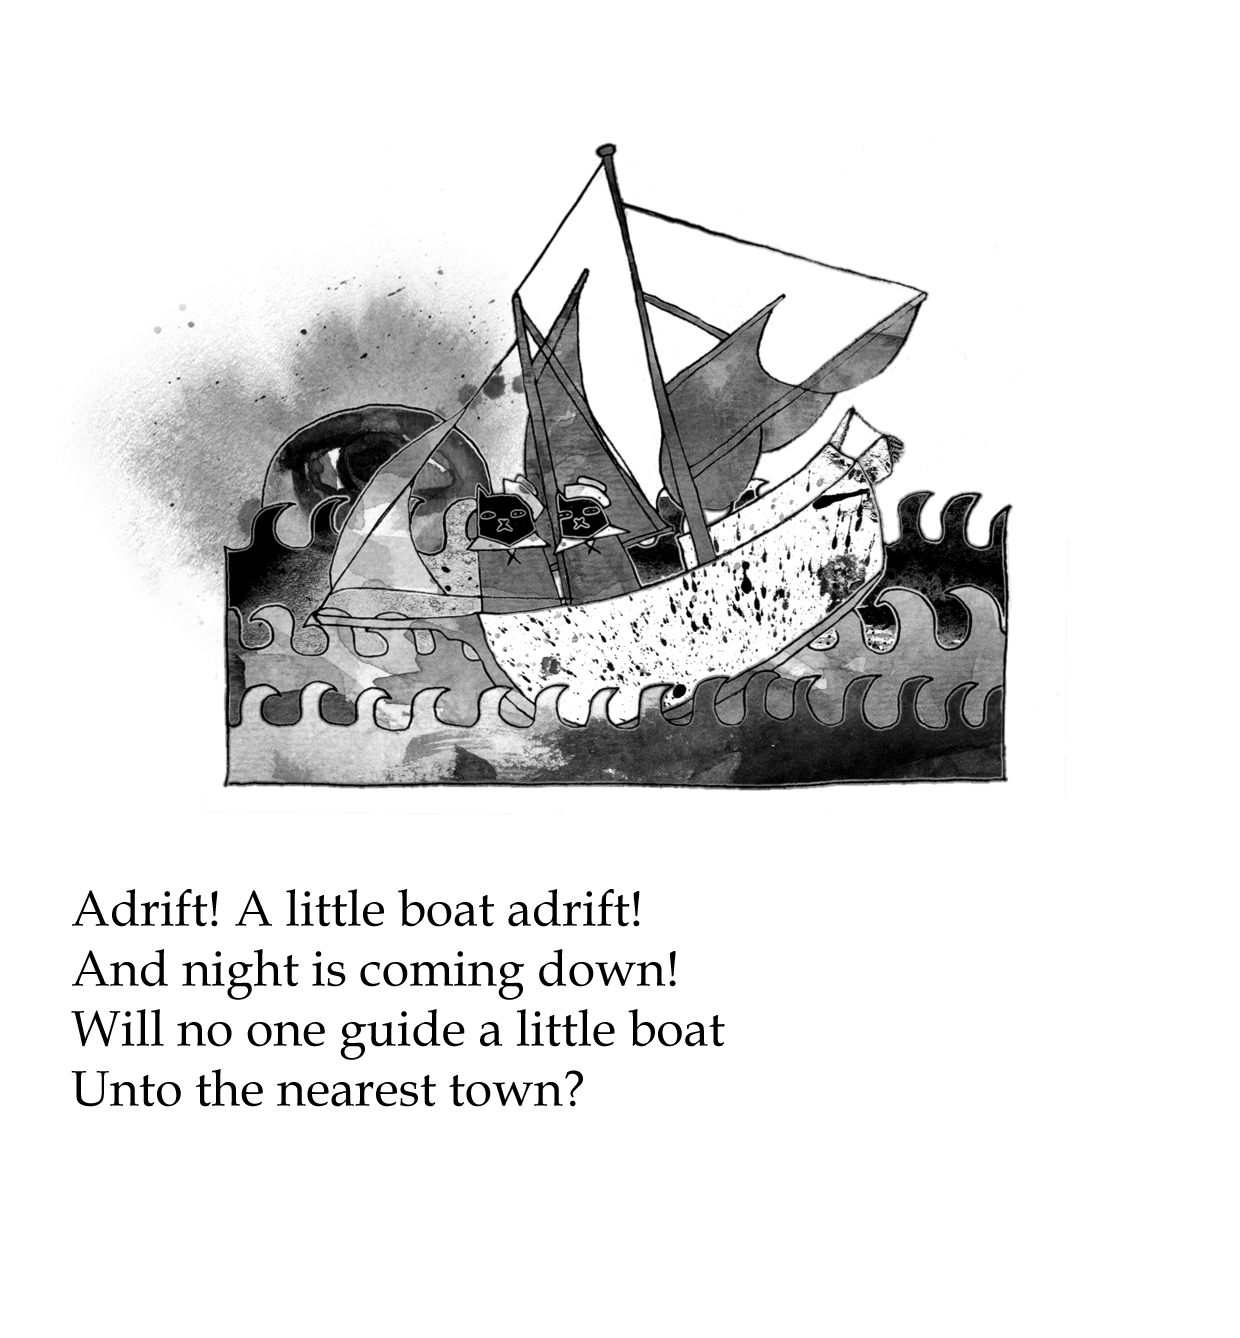 Adrift! A little boat adrift!
And night is coming down!
Will no one guide a little boat
Unto the nearest town?